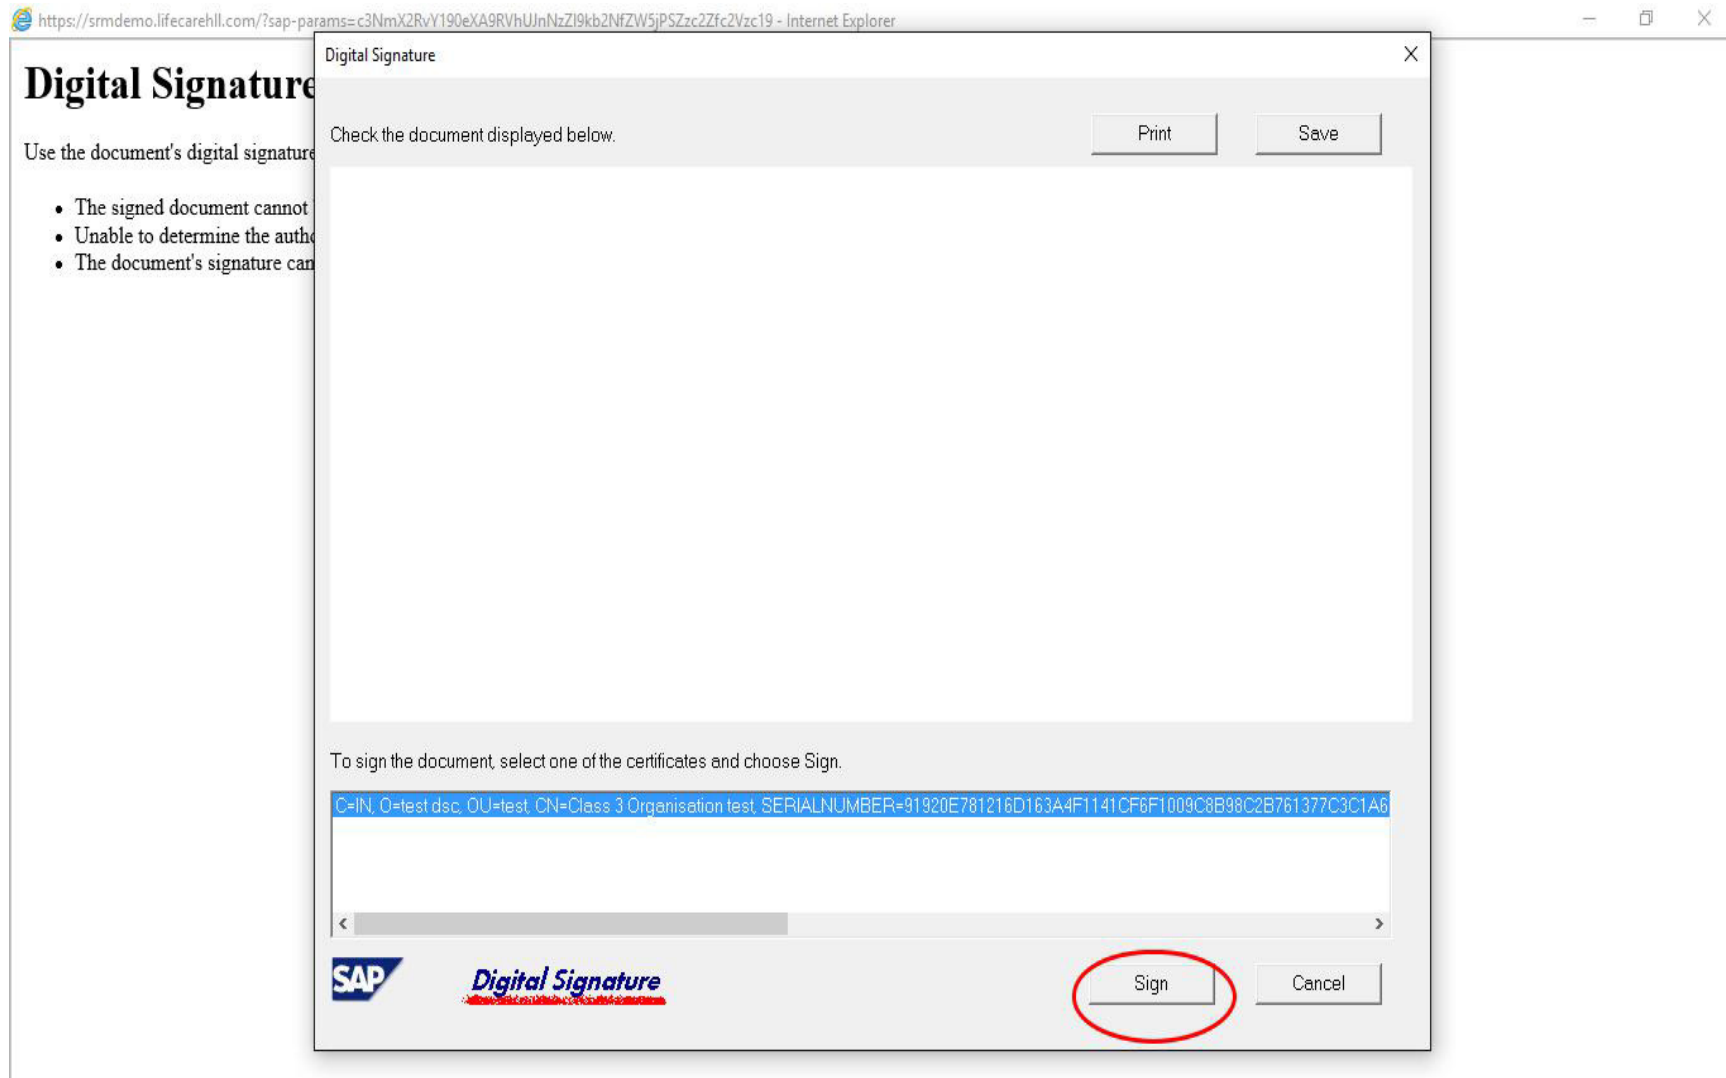 https://srmdemo.lifecarehll.com/?sap-params=c3NmX2RvY190eXA9RVhUJnNzZl9kb2NfZW5jPSZzc2Zfc2Vzc19 - Internet Explorer
Digital Signature
Digital Signature
Use the document's digital signature
The signed document cannot
Unable to determine the
The document's signature
Check the document displayed below.
Print
Save
To sign the document, select one of the certificates and choose Sign.
C=IN, O=test dsc, OU=test, CN=Class 3 Organisation test, SERIALNUMBER=91920E781216D163A4F1141CF6F1009C8B98C2B761377C3C1A6
SAP
Digital Signature
Sign
Cancel